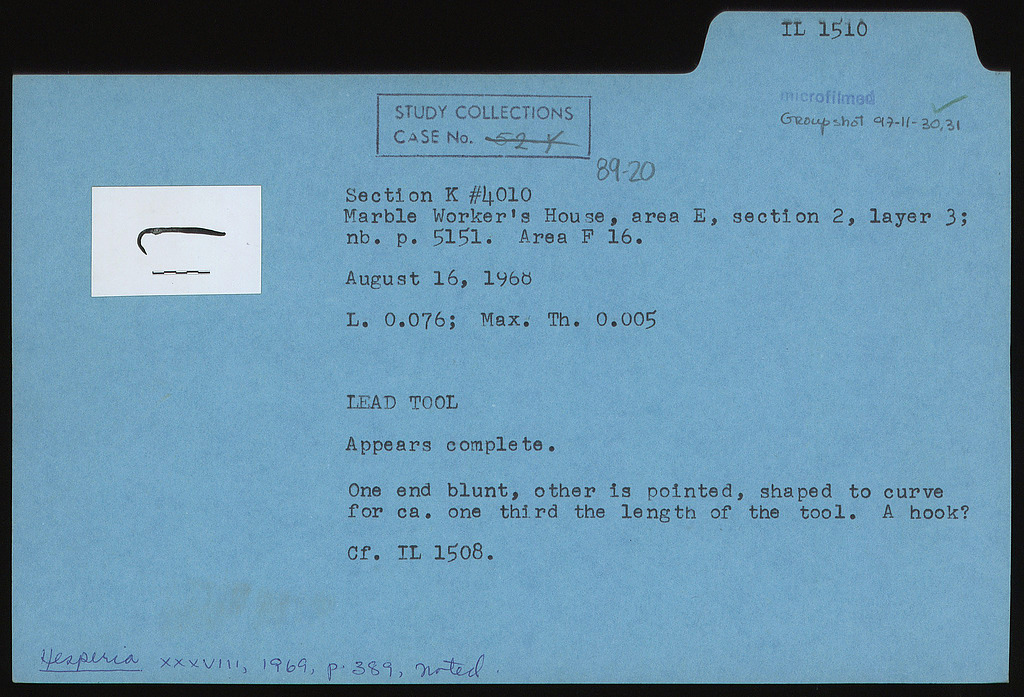 IL 1510
microfilmed
Groupshot 97-11-30,31
STUDY COLLECTIONS
CASE No. 52 Y
89-20
Section K #4010
Marble Worker's House, area E, section 2, layer 3;
nb. p. 5151. Area F 16.
August 16, 1968
L. 0.076; Max. Th. 0.005
LEAD TOOL
Appears complete.
One end blunt, other is pointed, shaped to curve
for ca. one third the length of the tool. A hook?
Cf. IL 1508.
Hesperia XXXVIII, 1969, p. 389, noted.